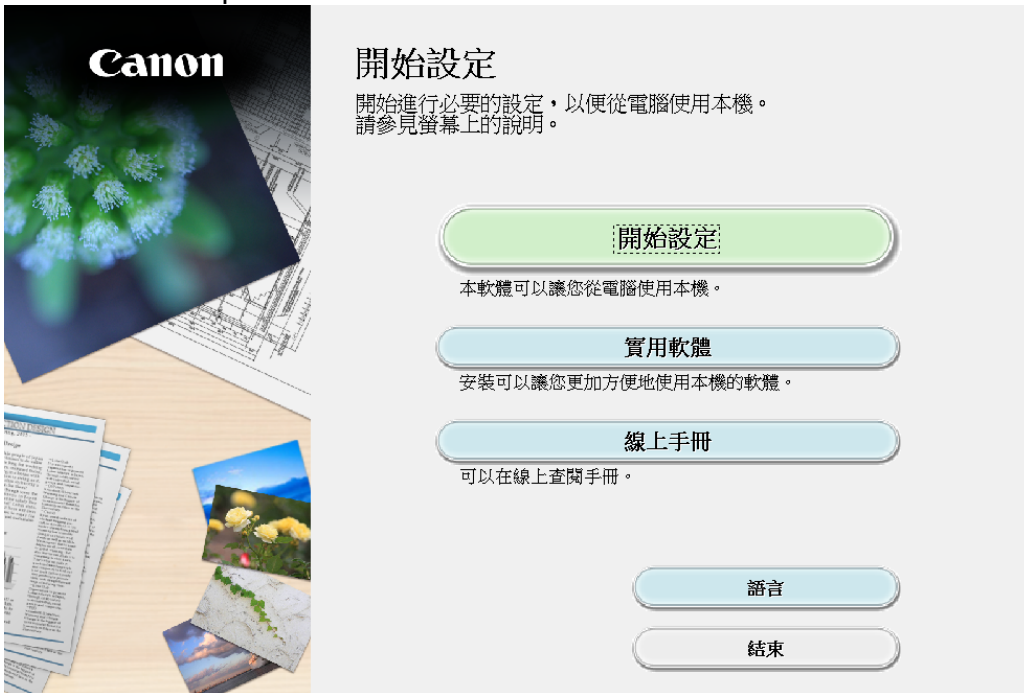 Canon
開始設定
開始進行必要的設定，以便從電腦使用本機。
請參見螢幕上的說明。
開始設定
本軟體可以讓您從電腦使用本機。
實用軟體
安裝可以讓您更加方便地使用本機的軟體。
線上手冊
可以在線上查閱手冊。
語言
結束